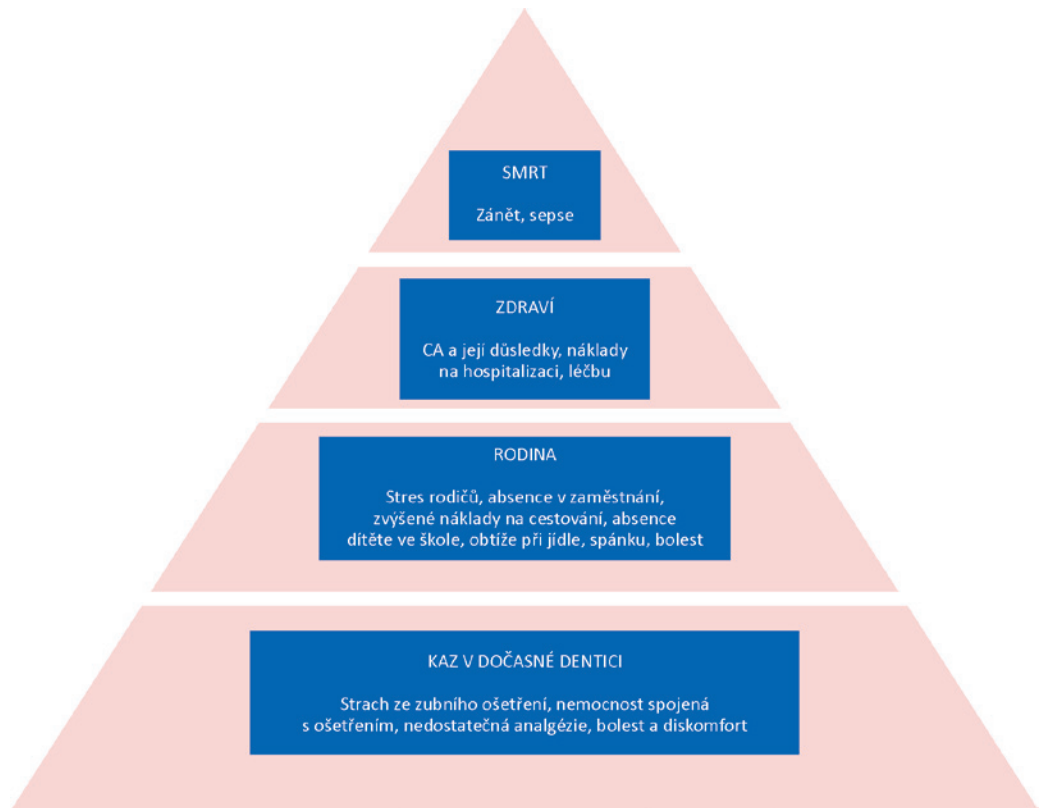 SMRT
Zánět, sepse
ZDRAVÍ
CA a její důsledky, náklady
na hospitalizaci, léčbu
RODINA
Stres rodičů, absence v zaměstnání,
zvýšené náklady na cestování, absence
dítěte ve škole, obtíže při jídle, spánku, bolest
KAZ V DOČASNÉ DENTICI
Strach ze zubního ošetření, nemocnost spojená
s ošetřením, nedostatečná analgézie, bolest a diskomfort